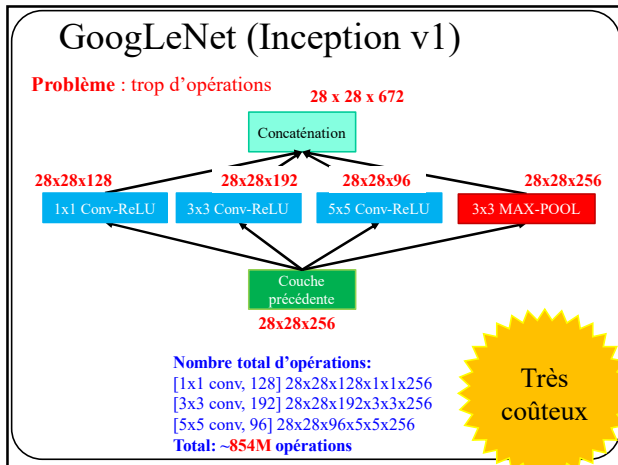 GoogLeNet (Inception v1)
Problème : trop d’opérations
28 x 28 x 672
Concaténation
28x28x128 28x28x192 28x28x96 28x28x256
1x1 Conv-ReLU 3x3 Conv-ReLU 5x5 Conv-ReLU 3x3 MAX-POOL
Couche
précédente
28x28x256
Nombre total d’opérations:
[1x1 conv, 128] 28x28x128x1x1x256
[3x3 conv, 192] 28x28x192x3x3x256
[5x5 conv, 96] 28x28x96x5x5x256
Total: ~854M opérations
Très
coûteux